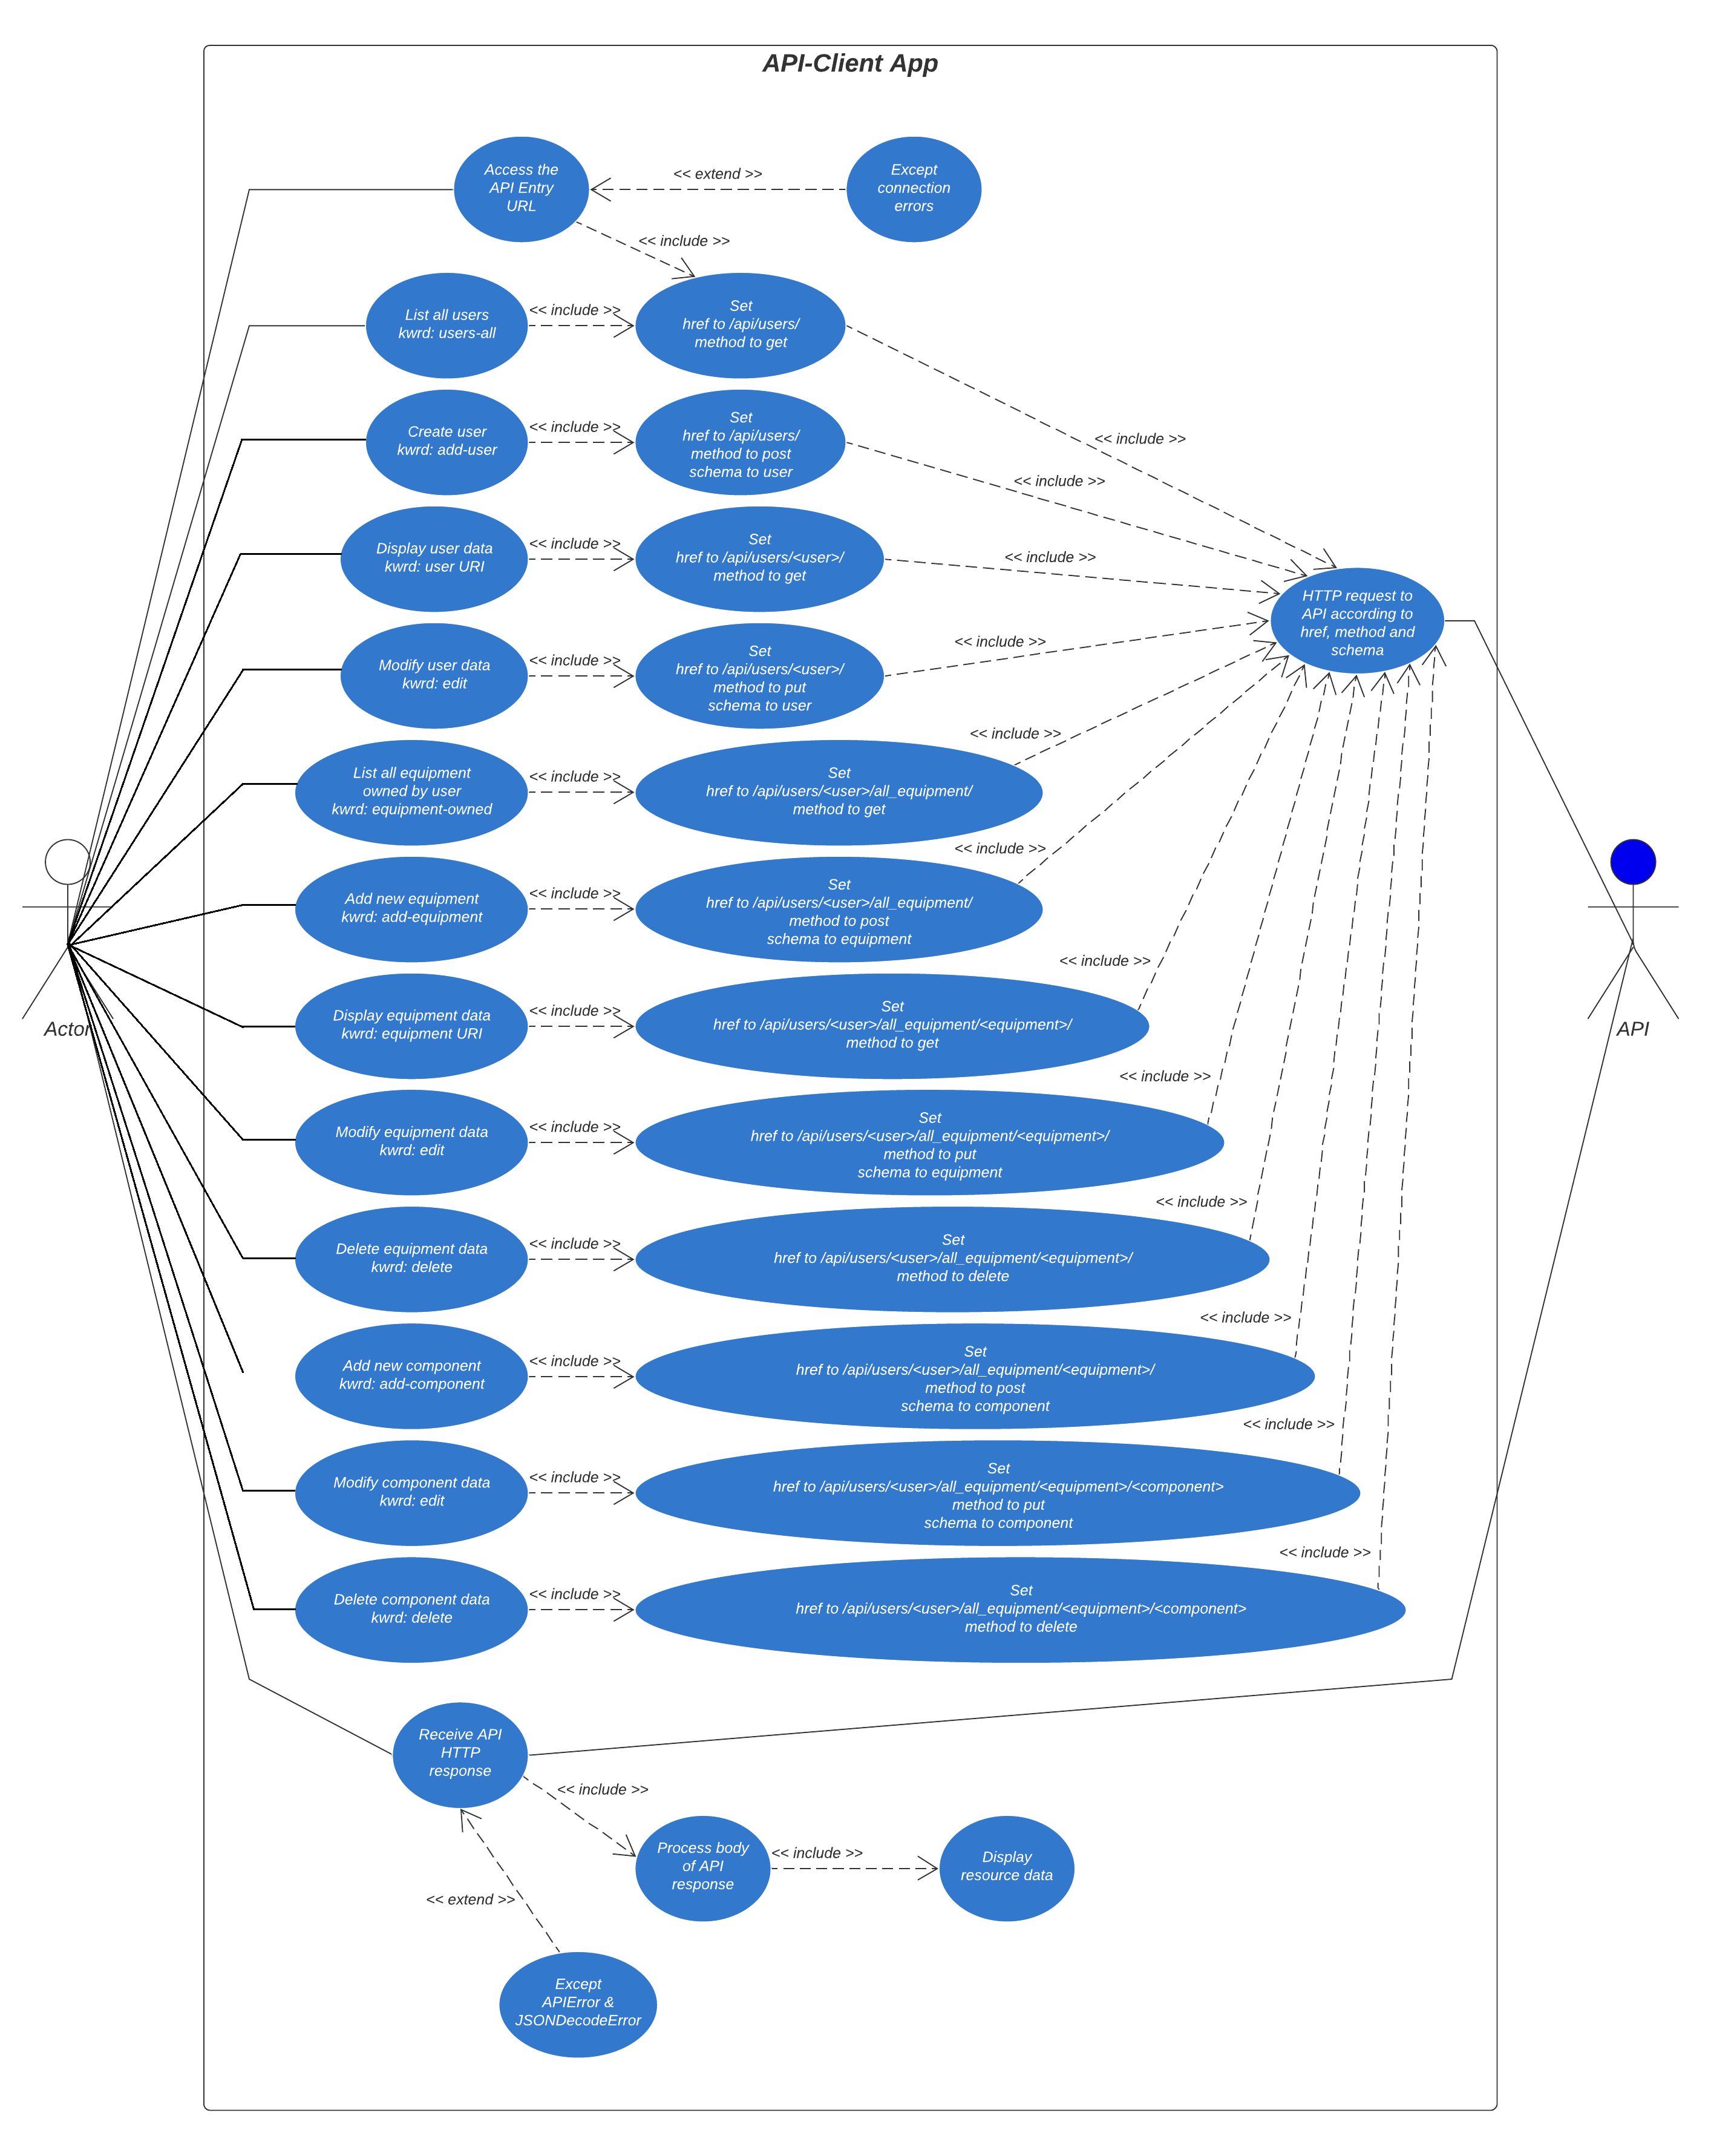 API-Client App
Access the
API Entry
URL
<< extend >>
Except
connection
errors
<< include >>
List all users
kwrd: users-all
<< include >>
Set
href to /api/users/
method to get
<< include >>
Create user
kwrd: add-user
<< include >>
Set
href to /api/users/
method to post
schema to user
<< include >>
Display user data
kwrd: user URI
<< include >>
Set
href to /api/users/<user>/
method to get
<< include >>
HTTP request to
API according to
href, method and
schema
Modify user data
kwrd: edit
<< include >>
Set
href to /api/users/<user>/
method to put
schema to user
<< include >>
List all equipment
owned by user
kwrd: equipment-owned
<< include >>
Set
href to /api/users/<user>/all_equipment/
method to get
<< include >>
Add new equipment
kwrd: add-equipment
<< include >>
Set
href to /api/users/<user>/all_equipment/
method to post
schema to equipment
<< include >>
Actor
API
Display equipment data
kwrd: equipment URI
<< include >>
Set
href to /api/users/<user>/all_equipment/<equipment>/
method to get
<< include >>
Modify equipment data
kwrd: edit
<< include >>
Set
href to /api/users/<user>/all_equipment/<equipment>/
method to put
schema to equipment
<< include >>
Delete equipment data
kwrd: delete
<< include >>
Set
href to /api/users/<user>/all_equipment/<equipment>/
method to delete
<< include >>
Add new component
kwrd: add-component
<< include >>
Set
href to /api/users/<user>/all_equipment/<equipment>/
method to post
schema to component
<< include >>
Modify component data
kwrd: edit
<< include >>
Set
href to /api/users/<user>/all_equipment/<equipment>/<component>
method to put
schema to component
<< include >>
Delete component data
kwrd: delete
<< include >>
Set
href to /api/users/<user>/all_equipment/<equipment>/<component>
method to delete
<< include >>
Receive API
HTTP
response
<< include >>
Process body
of API
response
<< include >>
Display
resource data
<< extend >>
Except
APIError &
JSONDecodeError